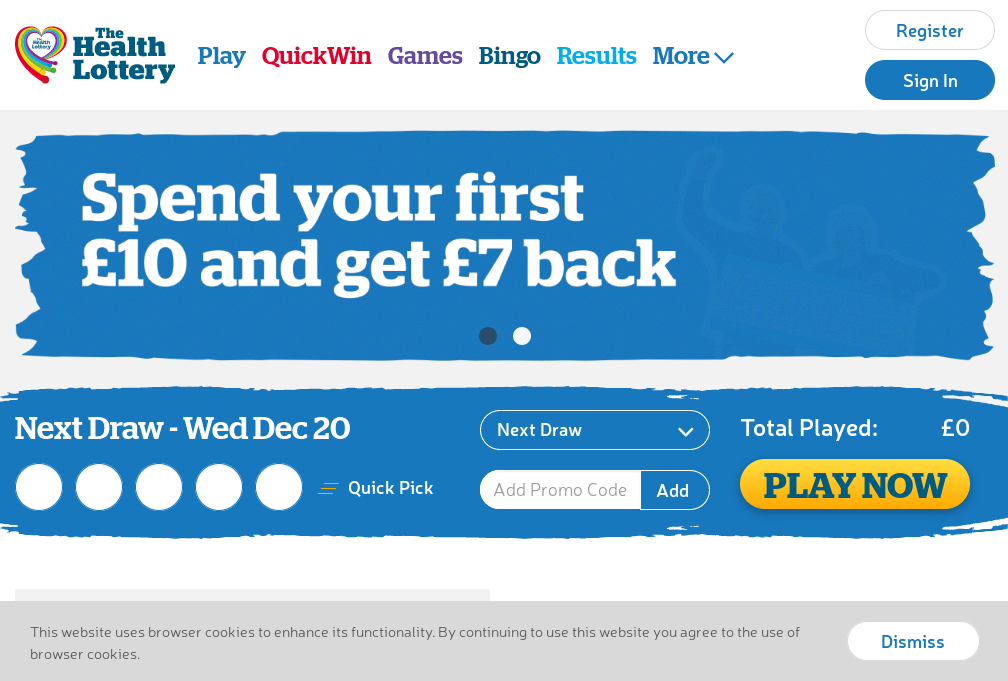 The Health Lottery
The
Health
Lottery
Play
QuickWin
Games
Bingo
Results
More
Register
Sign In
Spend your first
£10 and get £7 back
Next Draw - Wed Dec 20
Quick Pick
Next Draw
Add Promo Code
Add
Total Played:
£0
PLAY NOW
This website uses browser cookies to enhance its functionality. By continuing to use this website you agree to the use of
browser cookies.
Dismiss